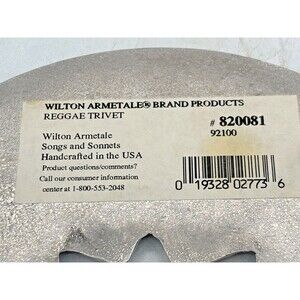 WILTON ARMETALE® BRAND PRODUCTS
REGGAE TRIVET
# 820081
92100
Wilton Armetale
Songs and Sonnets
Handcrafted in the USA
Product questions/comments?
Call our consumer information
center at 1-800-553-2048
0 19328 02773 6